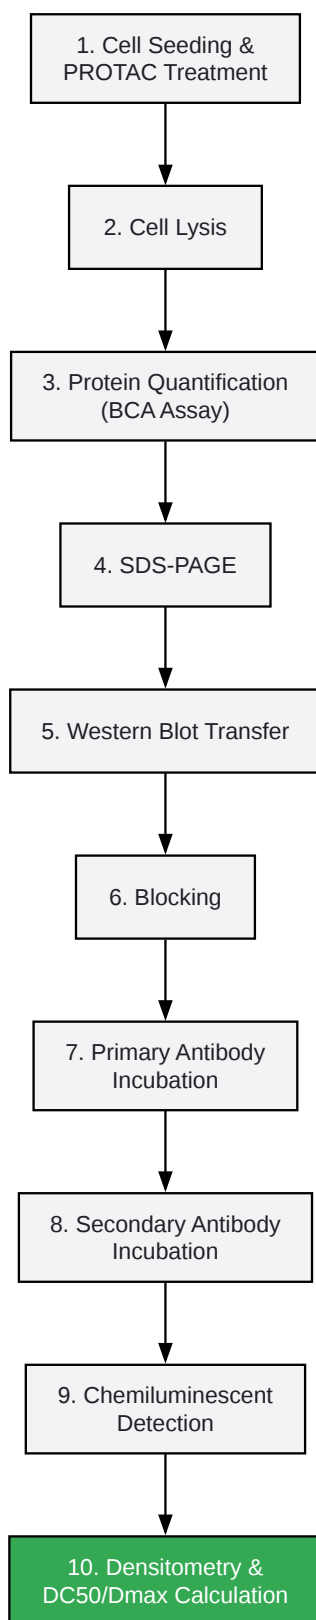 1. Cell Seeding &
PROTAC Treatment
2. Cell Lysis
3. Protein Quantification
(BCA Assay)
4. SDS-PAGE
5. Western Blot Transfer
6. Blocking
7. Primary Antibody
Incubation
8. Secondary Antibody
Incubation
9. Chemiluminescent
Detection
10. Densitometry &
DC50/Dmax Calculation